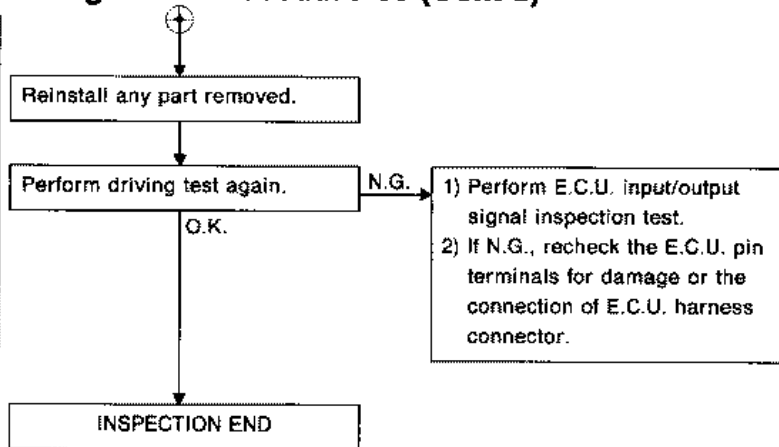 (Cont'd)
Reinstall any part removed.
Perform driving test again.
N.G.
O.K.
1) Perform E.C.U. input/output
signal inspection test.
2) If N.G., recheck the E.C.U. pin
terminals for damage or the
connection of E.C.U. harness
connector.
INSPECTION END